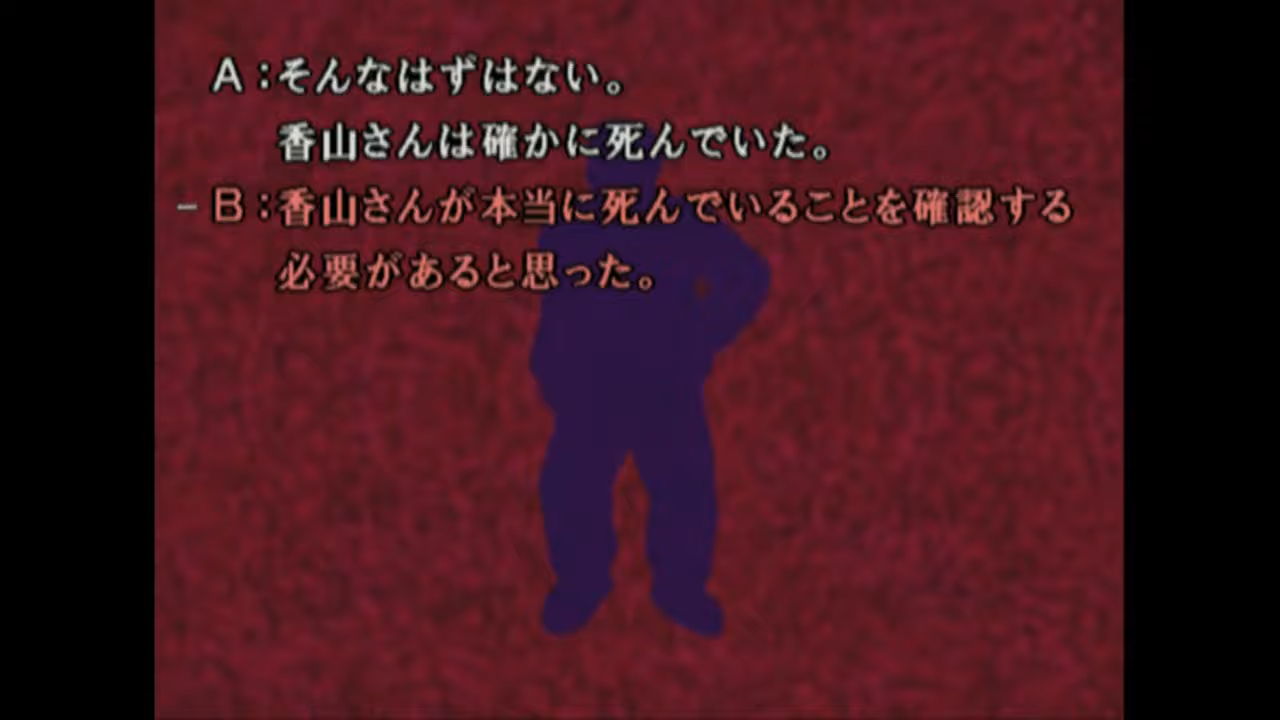 A:そんなはずはない。
香山さんは確かに死んでいた。
B:香山さんが本当に死んでいることを確認する
必要があると思った。